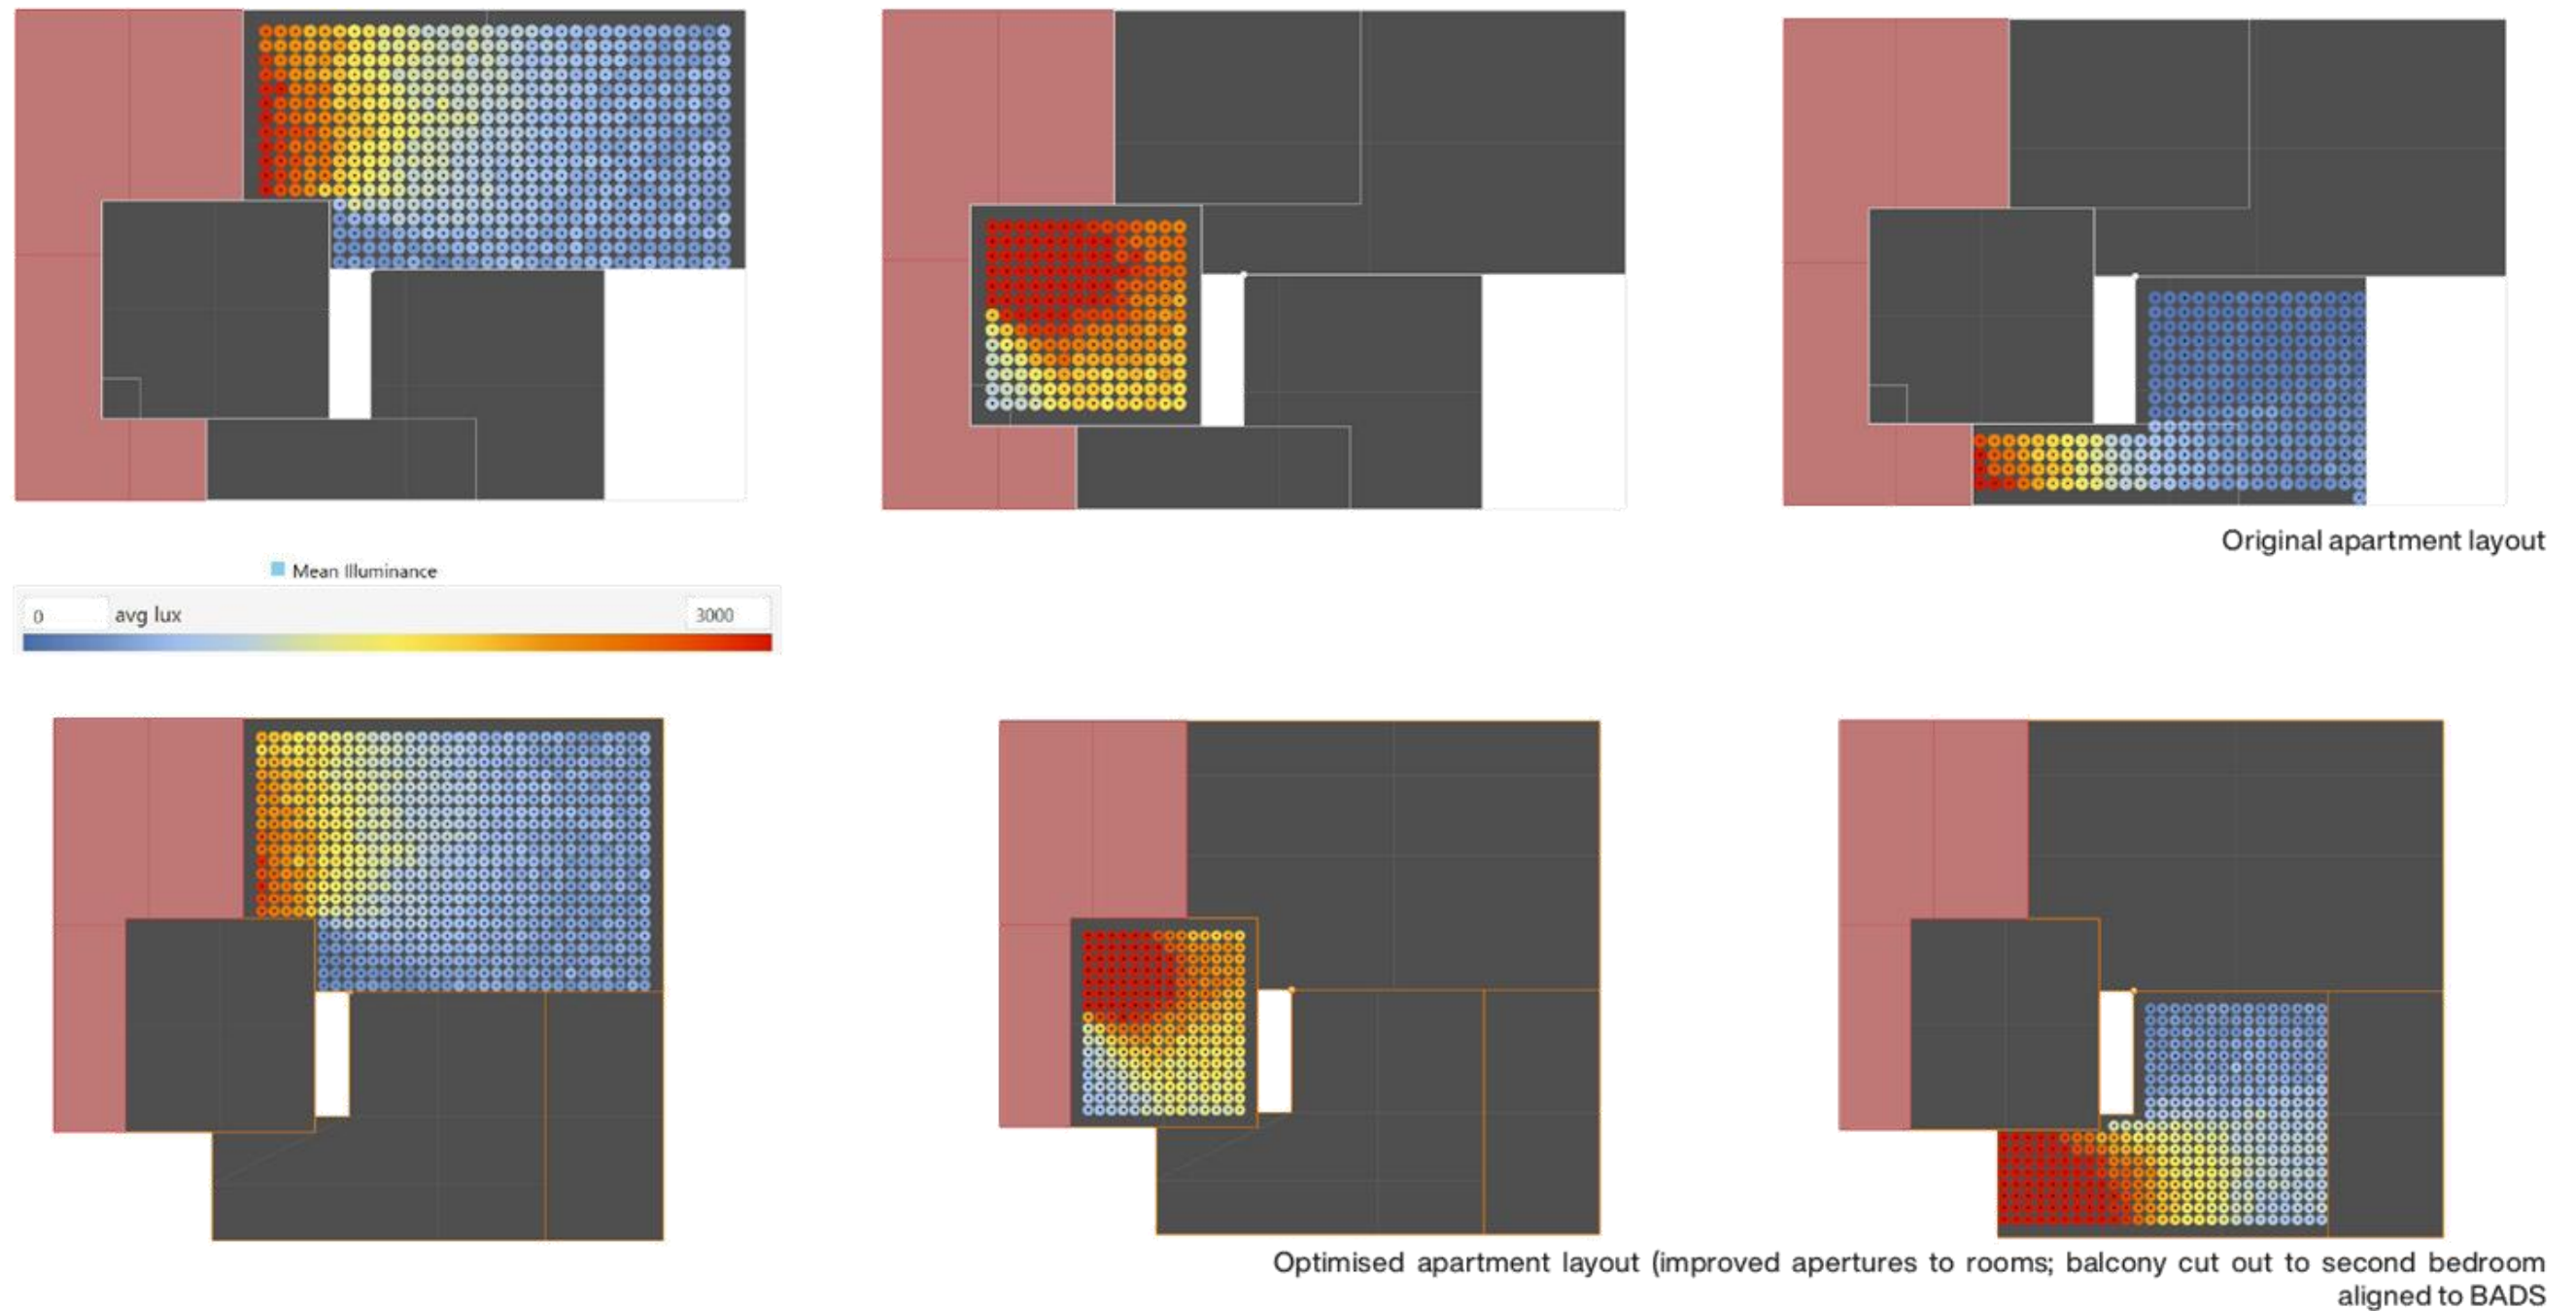 Original apartment layout
Mean Illuminance
0 avg lux 3000
Optimised apartment layout (improved apertures to rooms; balcony cut out to second bedroom
aligned to BADS